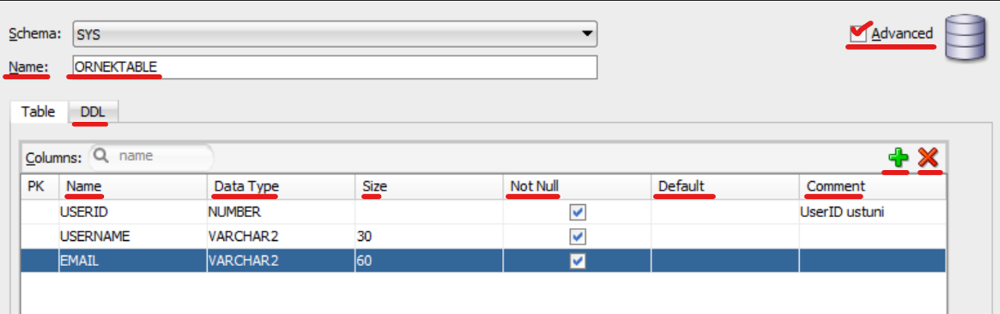 Schema: SYS Advanced
Name: ORNEKTABLE
Table DDL
Columns: name
PK Name Data Type Size Not Null Default Comment
USERID NUMBER UserID ustuni
USERNAME VARCHAR2 30
EMAIL VARCHAR2 60